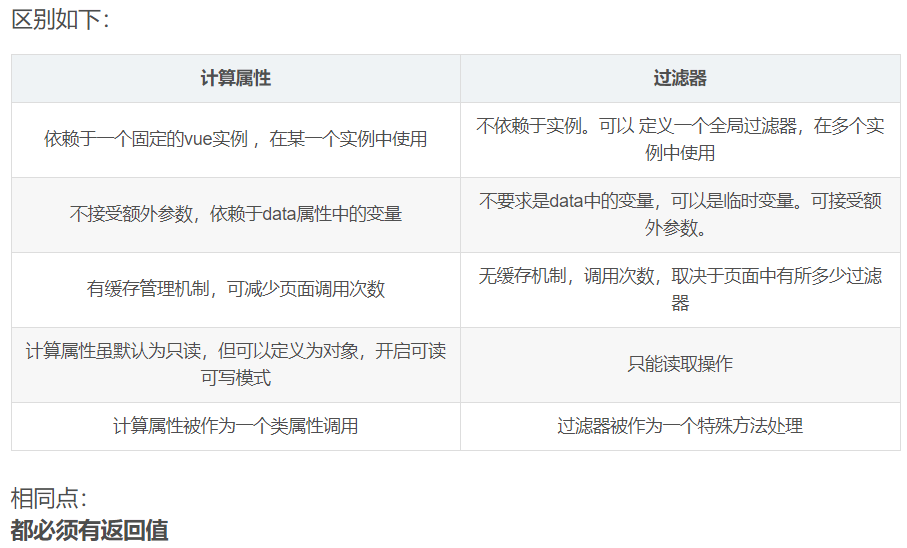 区别如下：
计算属性
过滤器
依赖于一个固定的vue实例 ，在某一个实例中使用
不依赖于实例。可以 定义一个全局过滤器，在多个实
例中使用
不接受额外参数，依赖于data属性中的变量
不要求是data中的变量，可以是临时变量。可接受额
外参数。
有缓存管理机制，可减少页面调用次数
无缓存机制，调用次数，取决于页面中有所多少过滤
器
计算属性虽默认为只读，但可以定义为对象，开启可读
可写模式
只能读取操作
计算属性被作为一个类属性调用
过滤器被作为一个特殊方法处理
相同点：
都必须有返回值